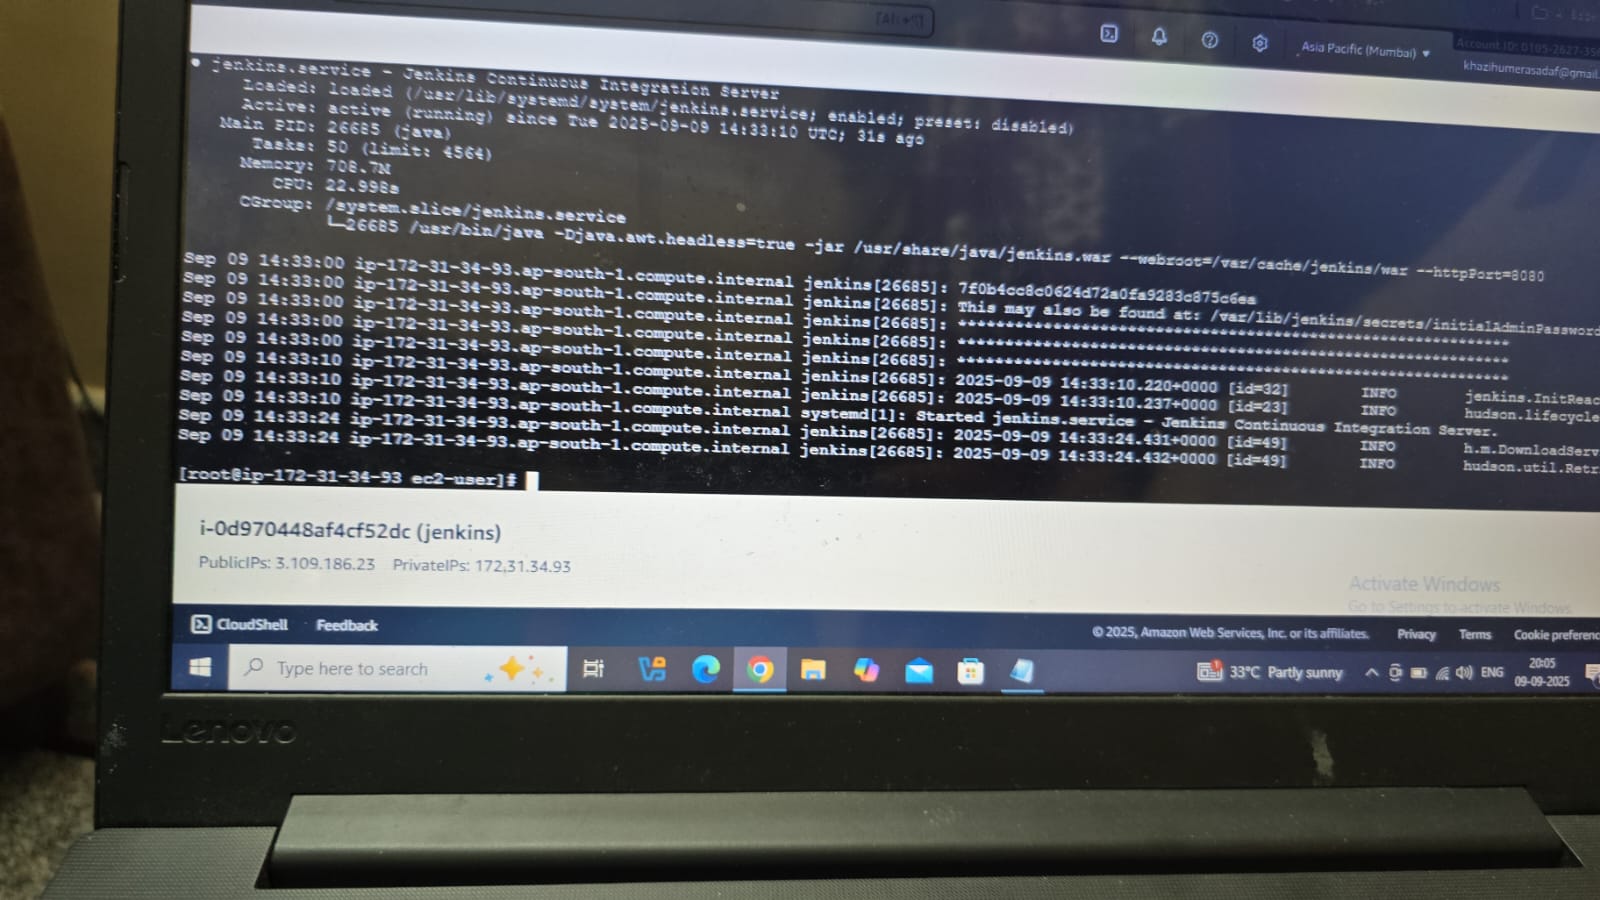 [Alt+S]
Asia Pacific (Mumbai) ▼
khazihumerasadaf@gmail.
● jenkins.service - Jenkins Continuous Integration Server
Loaded: loaded (/usr/lib/systemd/system/jenkins.service; enabled; preset: disabled)
Active: active (running) since Tue 2025-09-09 14:33:10 UTC; 31s ago
Main PID: 26685 (java)
Tasks: 50 (limit: 4564)
Memory: 708.7M
CPU: 22.998s
CGroup: /system.slice/jenkins.service
└─26685 /usr/bin/java -Djava.awt.headless=true -jar /usr/share/java/jenkins.war --webroot=/var/cache/jenkins/war --httpPort=8080
Sep 09 14:33:00 ip-172-31-34-93.ap-south-1.compute.internal jenkins[26685]: 7f0b4cc8c0624d72a0fa9283c875c6ea
Sep 09 14:33:00 ip-172-31-34-93.ap-south-1.compute.internal jenkins[26685]: This may also be found at: /var/lib/jenkins/secrets/initialAdminPassword
Sep 09 14:33:00 ip-172-31-34-93.ap-south-1.compute.internal jenkins[26685]: *************************************************************
Sep 09 14:33:00 ip-172-31-34-93.ap-south-1.compute.internal jenkins[26685]: *************************************************************
Sep 09 14:33:00 ip-172-31-34-93.ap-south-1.compute.internal jenkins[26685]: *************************************************************
Sep 09 14:33:10 ip-172-31-34-93.ap-south-1.compute.internal jenkins[26685]: 2025-09-09 14:33:10.220+0000 [id=32] INFO jenkins.InitReac
Sep 09 14:33:10 ip-172-31-34-93.ap-south-1.compute.internal jenkins[26685]: 2025-09-09 14:33:10.237+0000 [id=23] INFO hudson.lifecycle
Sep 09 14:33:10 ip-172-31-34-93.ap-south-1.compute.internal systemd[1]: Started jenkins.service - Jenkins Continuous Integration Server.
Sep 09 14:33:24 ip-172-31-34-93.ap-south-1.compute.internal jenkins[26685]: 2025-09-09 14:33:24.431+0000 [id=49] INFO h.m.DownloadServ
Sep 09 14:33:24 ip-172-31-34-93.ap-south-1.compute.internal jenkins[26685]: 2025-09-09 14:33:24.432+0000 [id=49] INFO hudson.util.Retr
[root@ip-172-31-34-93 ec2-user]#
i-0d970448af4cf52dc (jenkins)
PublicIPs: 3.109.186.23 PrivateIPs: 172.31.34.93
Activate Windows
Go to Settings to activate Windows.
CloudShell Feedback
© 2025, Amazon Web Services, Inc. or its affiliates. Privacy Terms Cookie preferenc
Type here to search
33°C Partly sunny
ENG
20:05
09-09-2025
Lenovo